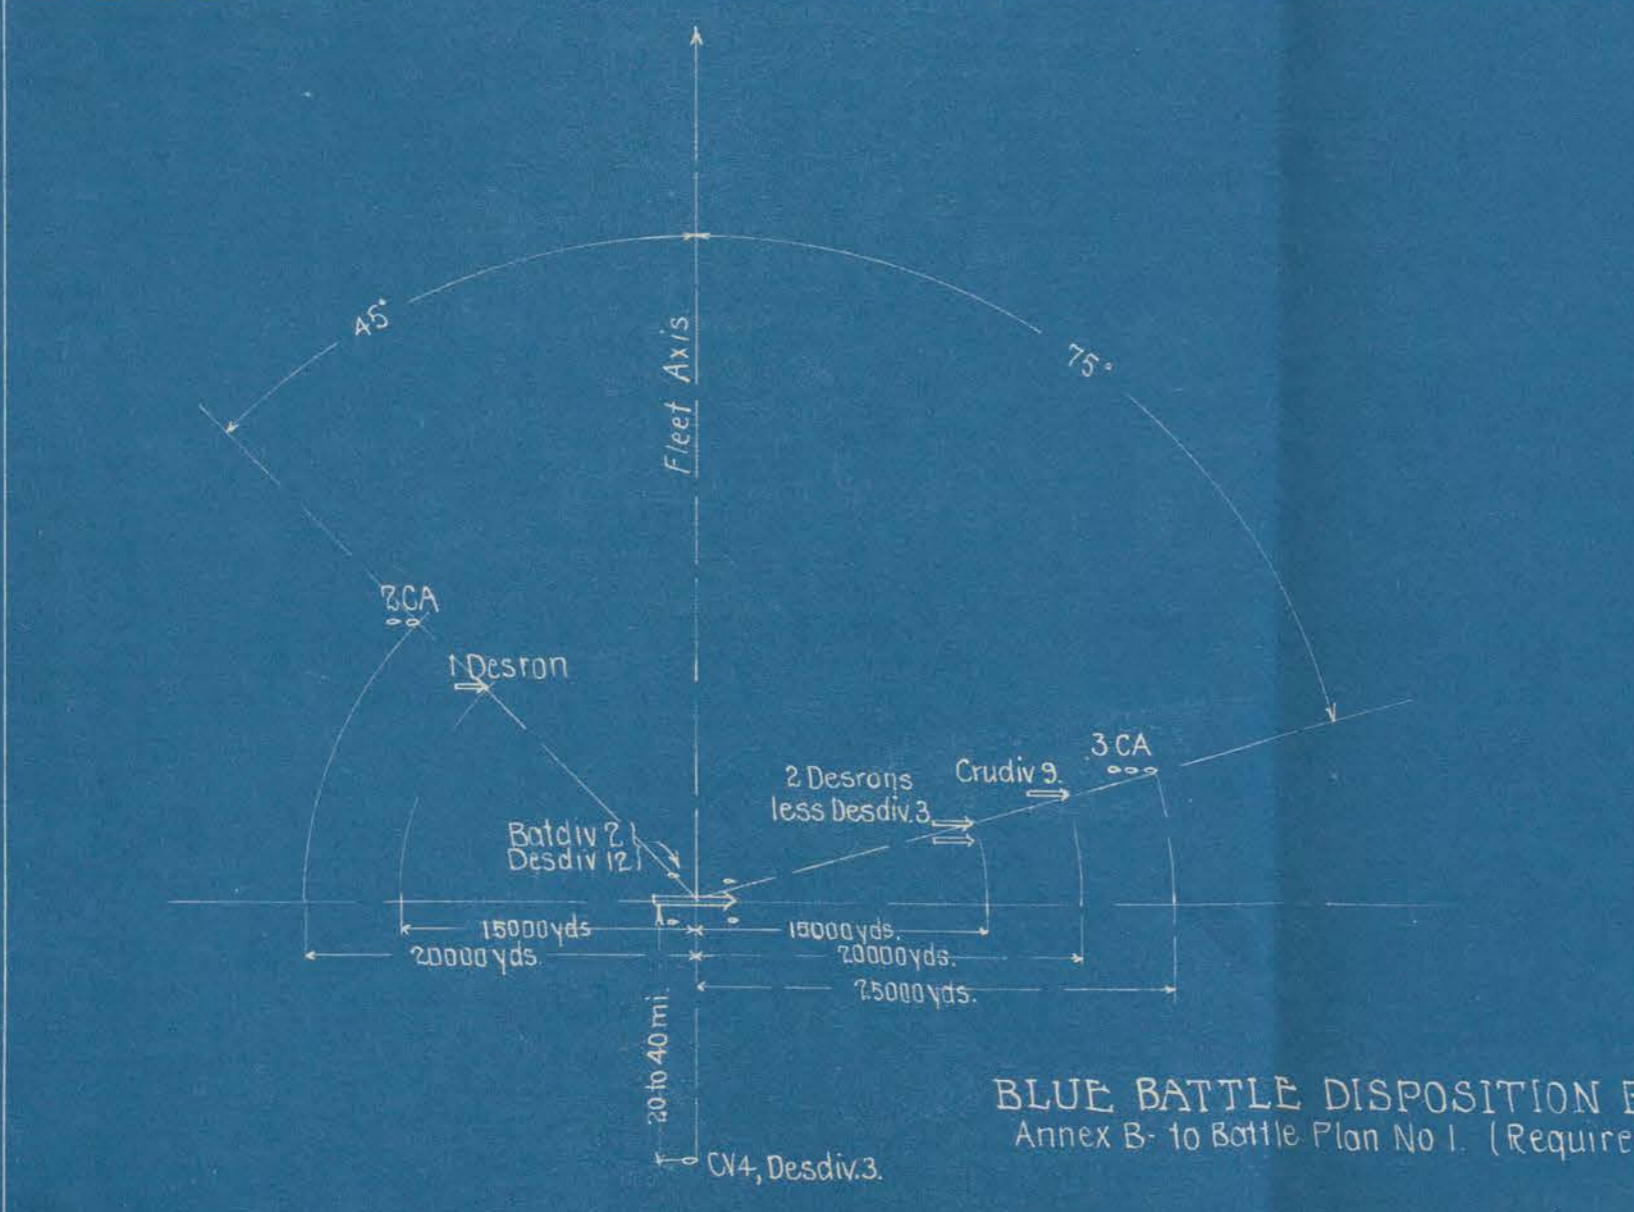 45°
75°
Fleet Axis
2CA
1 Desron
3 CA
Crudiv 9.
2 Desrons
less Desdiv. 3
Batdiv 2
Desdiv 12
15000 yds
15000 yds.
20000 yds.
20000 yds.
25000 yds.
20 to 40 mi.
CV4, Desdiv. 3.
BLUE BATTLE DISPOSITION
Annex B- to Battle Plan No 1. (Require